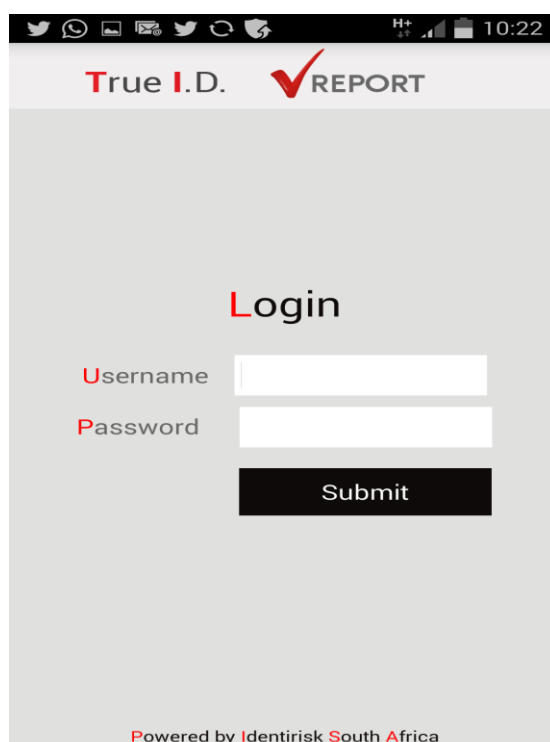 H+ 10:22
True I.D. REPORT
Login
Username
Password
Submit
Powered by Identirisk South Africa